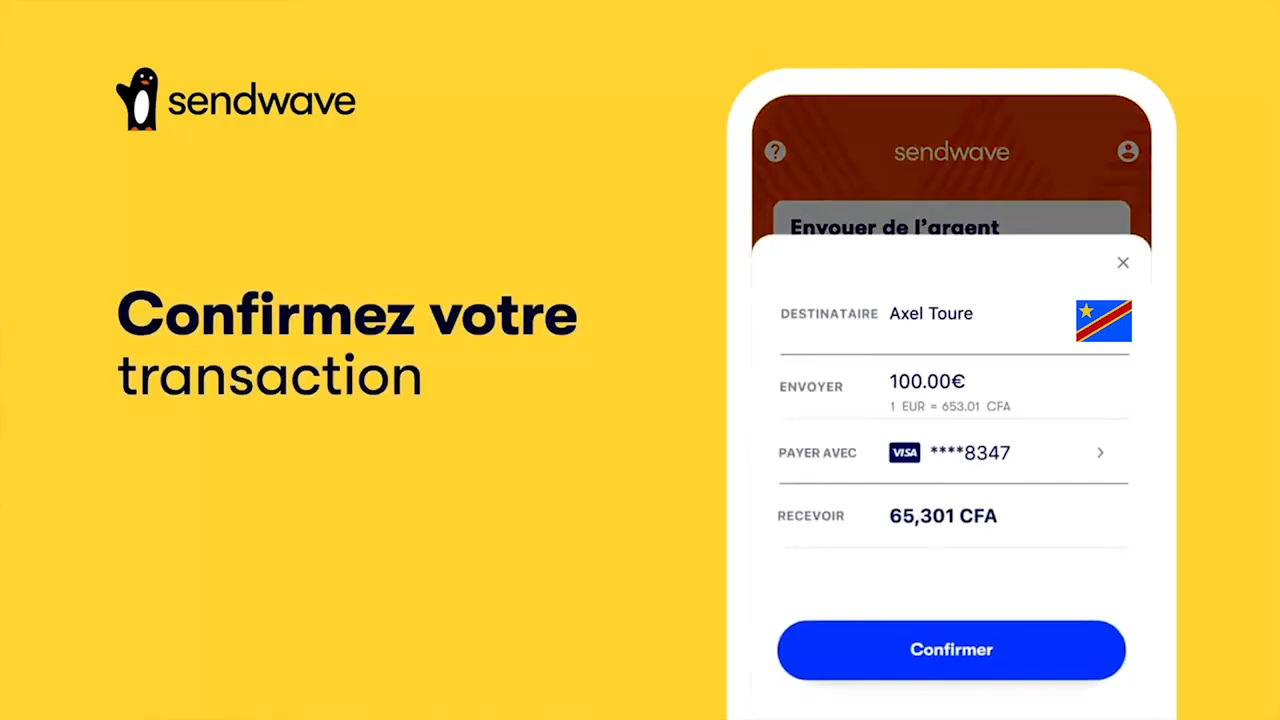 sendwave
Confirmez votre
transaction
sendwave
Envoyer de l'argent
DESTINATAIRE Axel Toure
ENVOYER 100.00€
1 EUR = 653.01 CFA
PAYER AVEC VISA ****8347
RECEVOIR 65,301 CFA
Confirmer